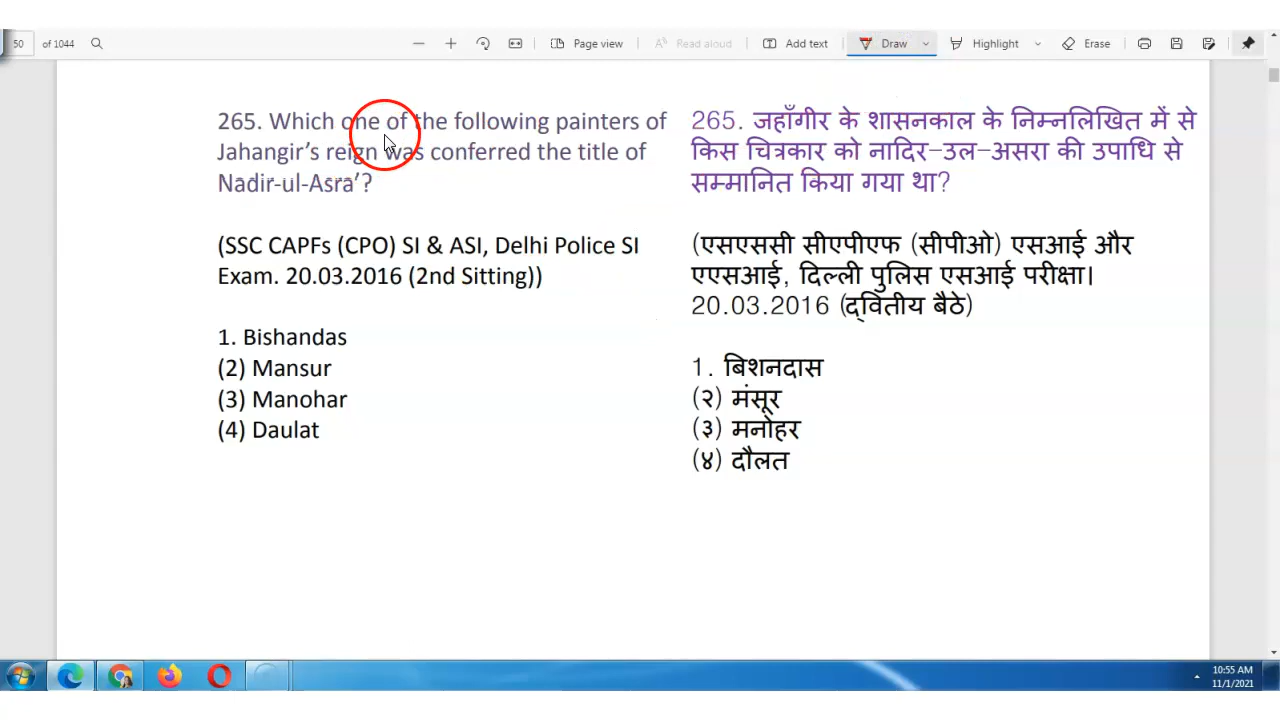 50 of 1044 Page view Read aloud Add text Draw Highlight Erase
265. Which one of the following painters of
Jahangir’s reign was conferred the title of
Nadir-ul-Asra’?
(SSC CAPFs (CPO) SI & ASI, Delhi Police SI
Exam. 20.03.2016 (2nd Sitting))
1. Bishandas
(2) Mansur
(3) Manohar
(4) Daulat
265. जहाँगीर के शासनकाल के निम्नलिखित में से
किस चित्रकार को नादिर-उल-असरा की उपाधि से
सम्मानित किया गया था?
(एसएससी सीएपीएफ (सीपीओ) एसआई और
एएसआई, दिल्ली पुलिस एसआई परीक्षा।
20.03.2016 (द्वितीय बैठे)
1. बिशनदास
(२) मंसूर
(३) मनोहर
(४) दौलत
10:55 AM
11/1/2021